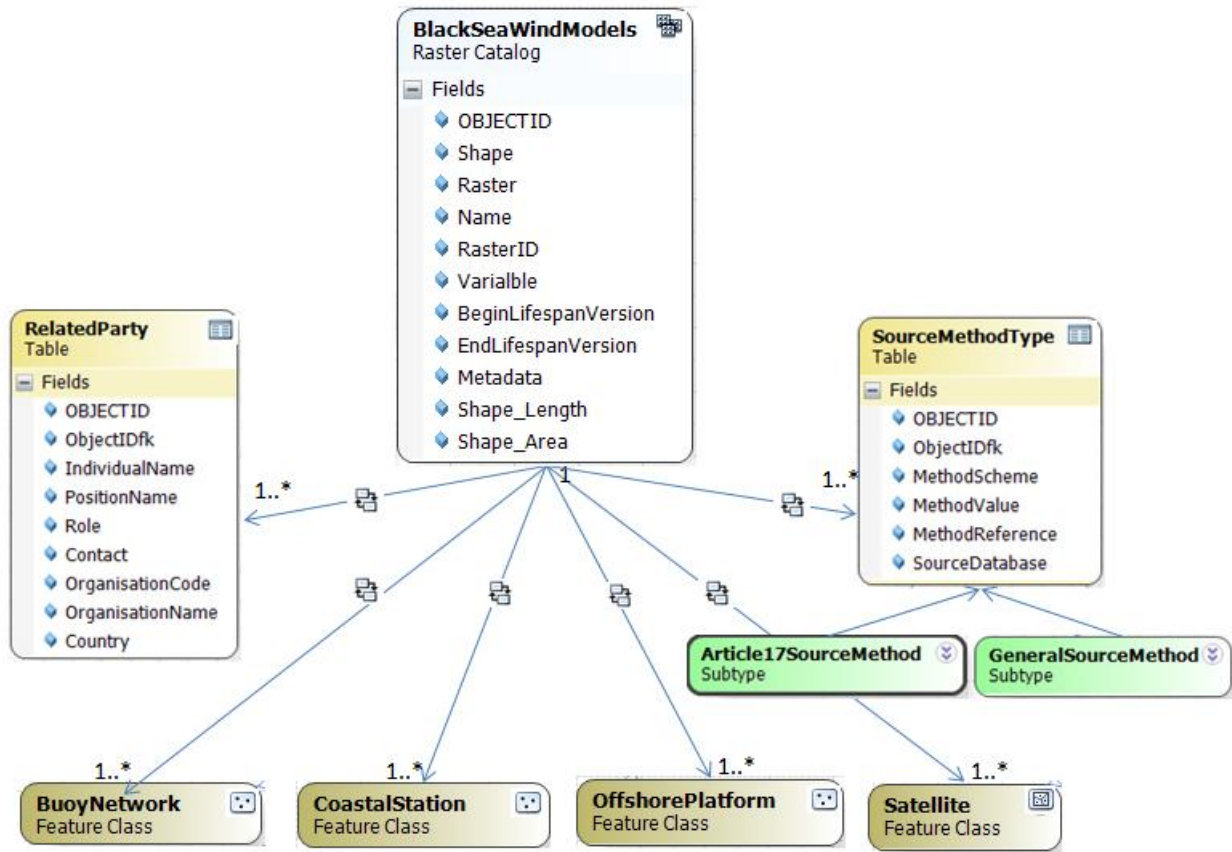 BlackSeaWindModels
Raster Catalog
Fields
OBJECTID
Shape
Raster
Name
RasterID
Varialble
BeginLifespanVersion
EndLifespanVersion
Metadata
Shape_Length
Shape_Area
RelatedParty
Table
Fields
OBJECTID
ObjectIDfk
IndividualName
PositionName
Role
Contact
OrganisationCode
OrganisationName
Country
SourceMethodType
Table
Fields
OBJECTID
ObjectIDfk
MethodScheme
MethodValue
MethodReference
SourceDatabase
1..*
1
1..*
Article17SourceMethod
Subtype
GeneralSourceMethod
Subtype
1..*
1..*
1..*
1..*
BuoyNetwork
Feature Class
CoastalStation
Feature Class
OffshorePlatform
Feature Class
Satellite
Feature Class